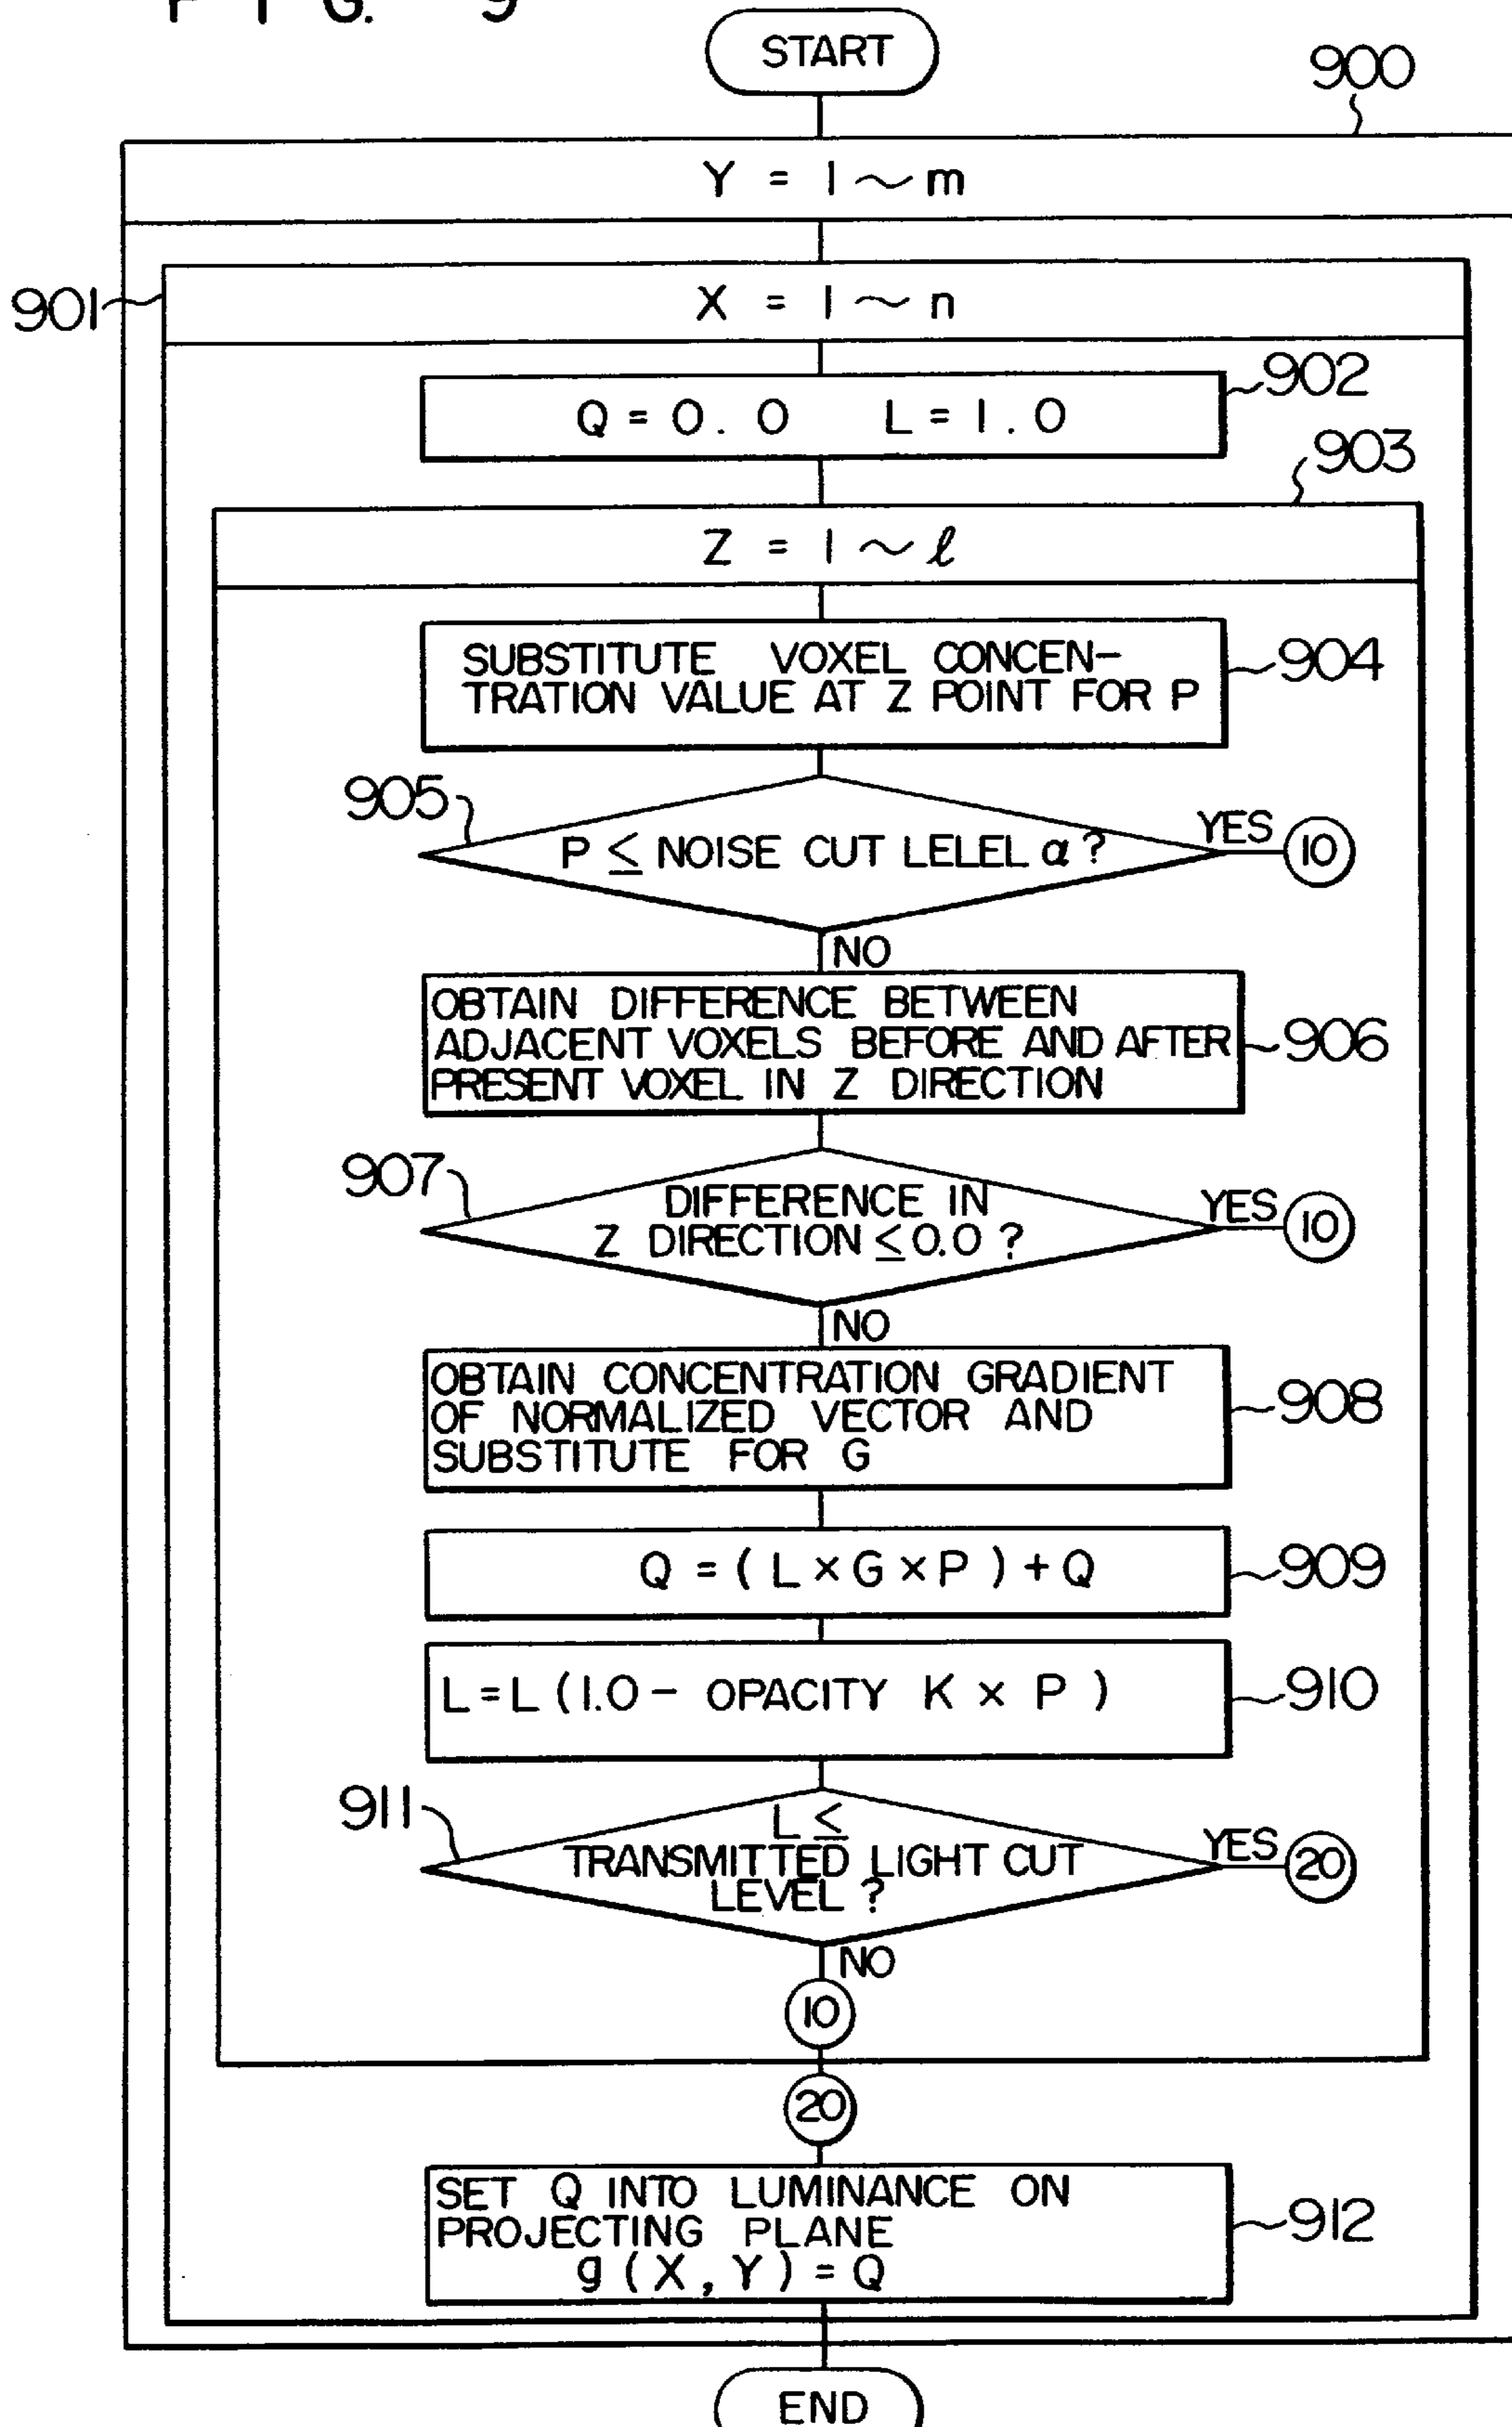 FIG. 9
START
900
Y = 1 ~ m
901
X = 1 ~ n
902
Q = 0.0 L = 1.0
903
Z = 1 ~ ℓ
SUBSTITUTE VOXEL CONCEN-
TRATION VALUE AT Z POINT FOR P
904
905
P ≤ NOISE CUT LELEL α ?
YES
10
NO
OBTAIN DIFFERENCE BETWEEN
ADJACENT VOXELS BEFORE AND AFTER
PRESENT VOXEL IN Z DIRECTION
906
907
DIFFERENCE IN
Z DIRECTION ≤ 0.0 ?
YES
10
NO
OBTAIN CONCENTRATION GRADIENT
OF NORMALIZED VECTOR AND
SUBSTITUTE FOR G
908
Q = ( L × G × P ) + Q
909
L = L ( 1.0 - OPACITY K × P )
910
911
L ≤
TRANSMITTED LIGHT CUT
LEVEL ?
YES
20
NO
10
20
SET Q INTO LUMINANCE ON
PROJECTING PLANE
g ( X , Y ) = Q
912
END